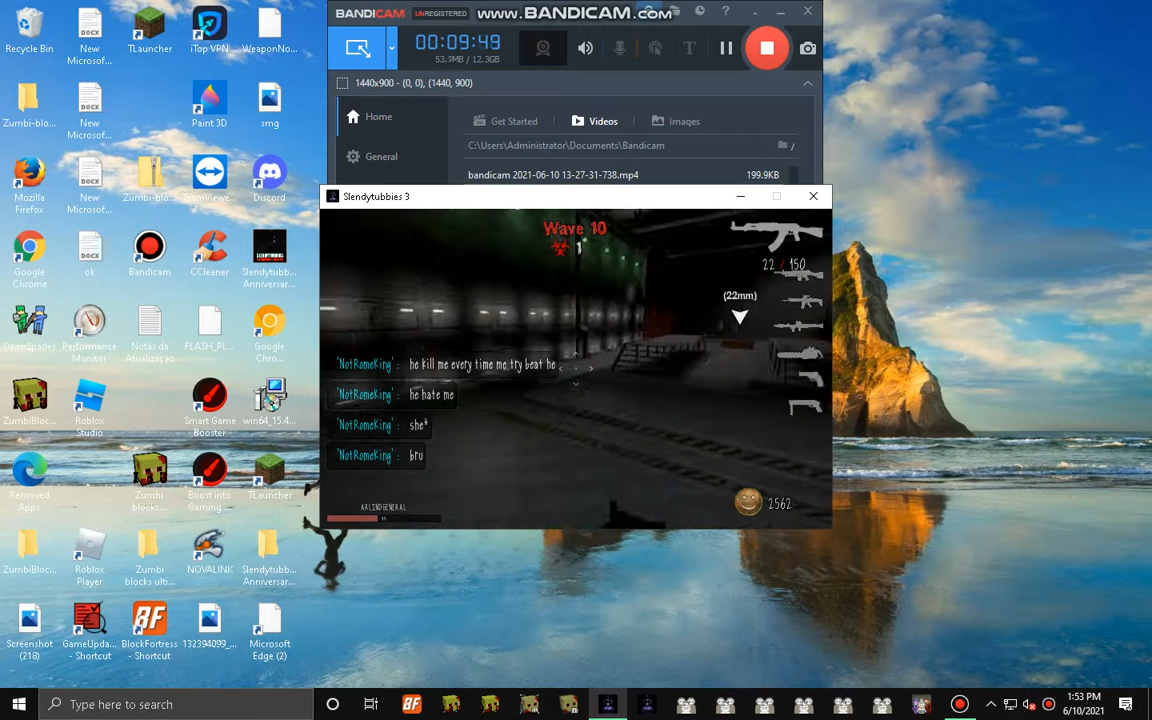 BANDICAM UNREGISTERED www.BANDICAM.com
00:09:49
53.?MB / 12.3GB
1440x900 - (0, 0), (1440, 900)
Home
General
Get Started
Videos
Images
C:\Users\Administrator\Documents\Bandicam
/
bandicam 2021-06-10 13-27-31-738.mp4
199.9KB
Slendytubbies 3
Wave 10
1
22 / 150
(22mm)
'NotRomeKing' : he kill me every time me try beat he
'NotRomeKing' : he hate me
'NotRomeKing' : she*
'NotRomeKing' : bru
ARLINDGENERAL
2562
Recycle Bin
New Microsof...
TLauncher
iTop VPN
WeaponNo...
Zumbi-blo...
New Microsof...
Paint 3D
smg
Mozilla Firefox
New Microsof...
Zumbi-blo...
TeamViewer
Discord
Google Chrome
ok
Bandicam
CCleaner
Slendytubb... Anniversar...
OpenSpades
Performance Monitor
Notas da Atualização
FLASH_PL...
Google Chro...
ZumbiBloc...
Roblox Studio
Smart Game Booster
win64_15.4...
Removed Apps
Zumbi blocks...
Boost into Gaming ...
TLauncher
ZumbiBloc...
Roblox Player
Zumbi blocks ulti...
NOVALINK
Slendytubb... Anniversar...
Screenshot (218)
GameUpda... - Shortcut
BlockFortress - Shortcut
132394099_...
Microsoft Edge (2)
Type here to search
1:53 PM
6/10/2021